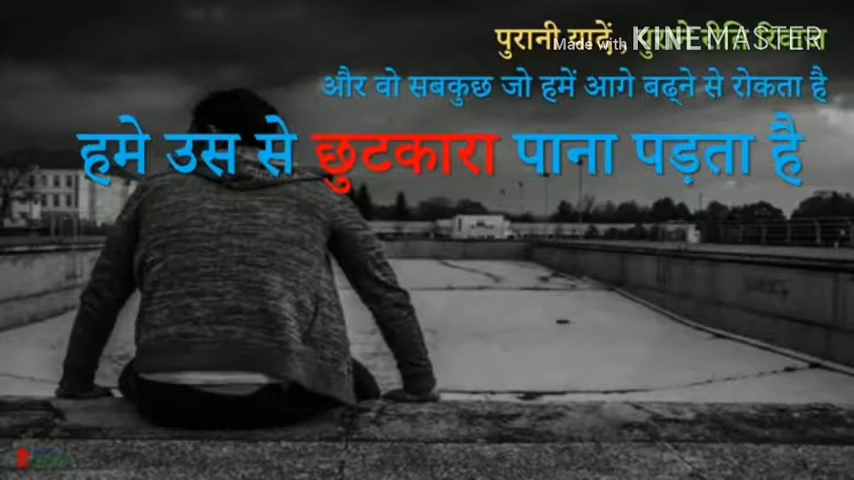 पुरानी यादें, पुराने रीति रिवाज
Made with KINEMASTER
और वो सबकुछ जो हमें आगे बढ़ने से रोकता है
हमे उस से छुटकारा पाना पड़ता है